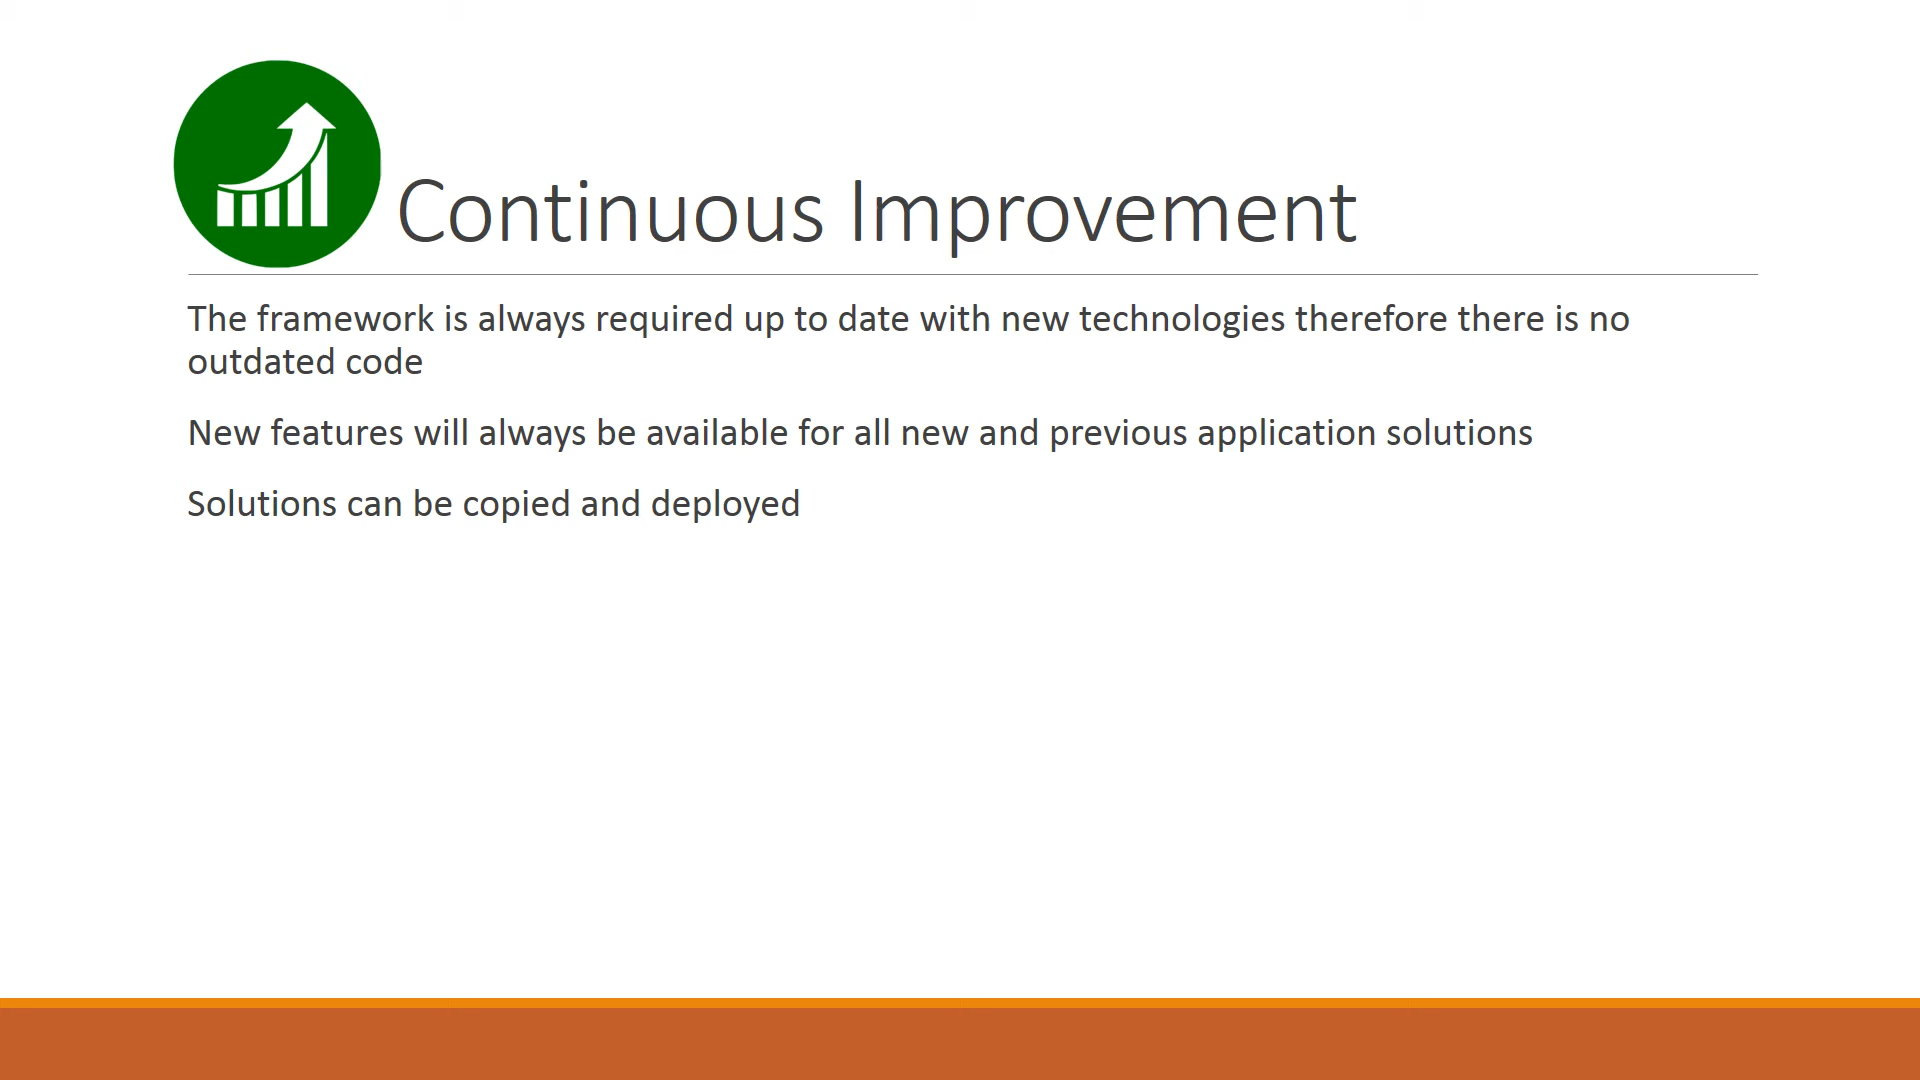 Continuous Improvement
The framework is always required up to date with new technologies therefore there is no
outdated code
New features will always be available for all new and previous application solutions
Solutions can be copied and deployed